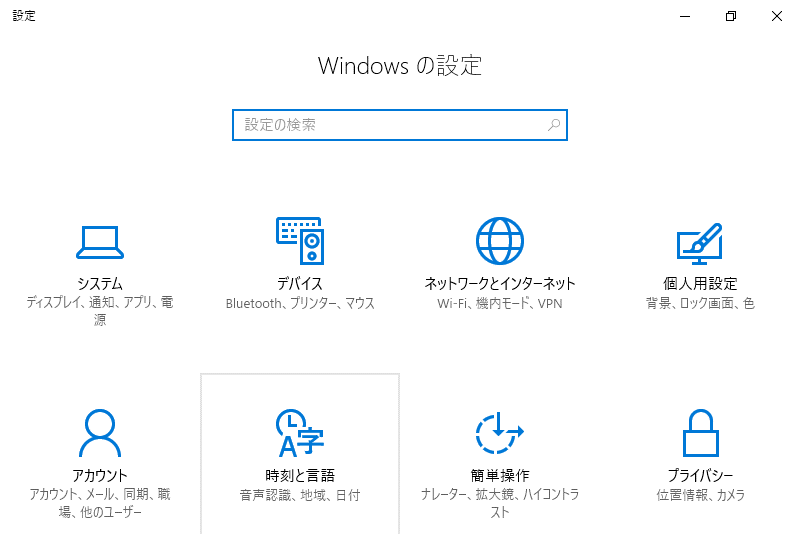 設定
Windows の設定
設定の検索
システム
ディスプレイ、通知、アプリ、電
源
デバイス
Bluetooth、プリンター、マウス
ネットワークとインターネット
Wi-Fi、機内モード、VPN
個人用設定
背景、ロック画面、色
アカウント
アカウント、メール、同期、職
場、他のユーザー
A字
時刻と言語
音声認識、地域、日付
簡単操作
ナレーター、拡大鏡、ハイコントラ
スト
プライバシー
位置情報、カメラ